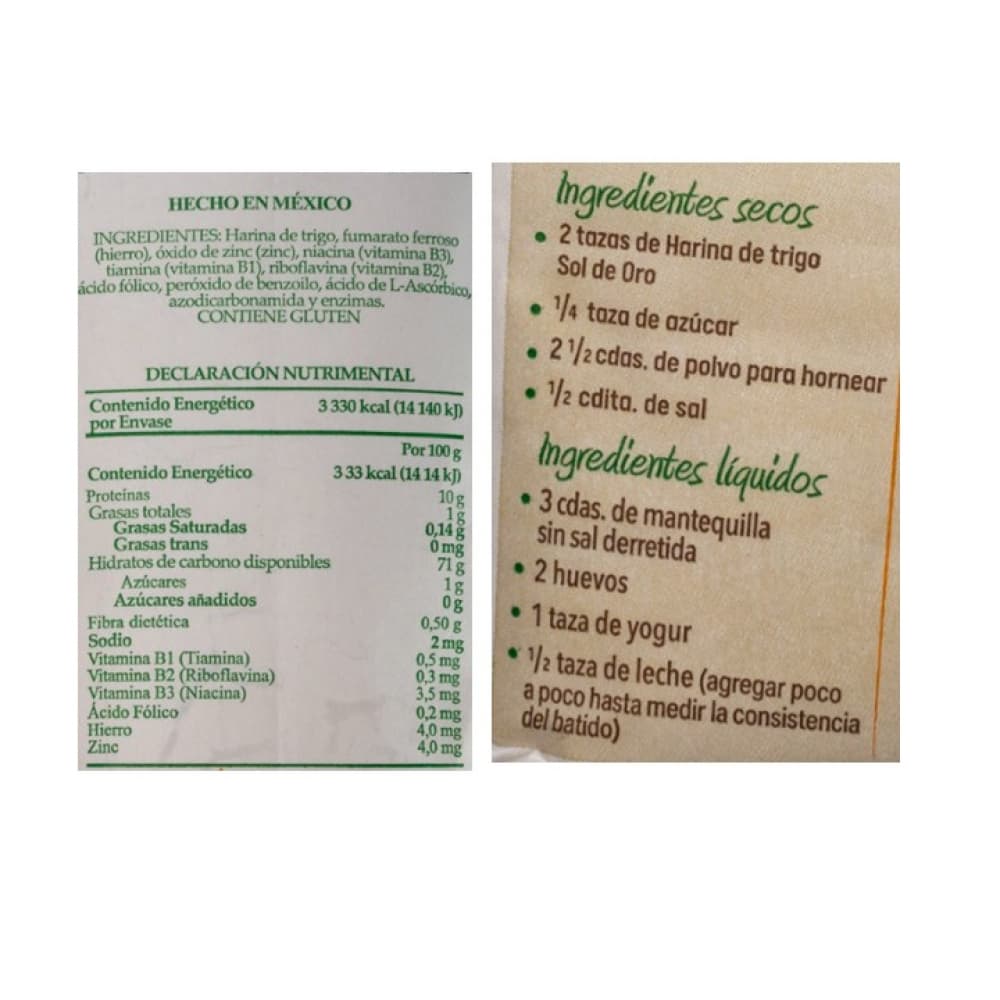 HECHO EN MÉXICO
INGREDIENTES: Harina de trigo, fumarato ferroso
(hierro), óxido de zinc (zinc), niacina (vitamina B3),
tiamina (vitamina B1), riboflavina (vitamina B2),
ácido fólico, peróxido de benzoilo, ácido de L-Ascórbico,
azodicarbonamida y enzimas.
CONTIENE GLUTEN
DECLARACIÓN NUTRIMENTAL
Contenido Energético 3 330 kcal (14 140 kJ)
por Envase
Por 100 g
Contenido Energético 3 33 kcal (14 14 kJ)
Proteínas 10 g
Grasas totales 1 g
Grasas Saturadas 0,14 g
Grasas trans 0 mg
Hidratos de carbono disponibles 71 g
Azúcares 1 g
Azúcares añadidos 0 g
Fibra dietética 0,50 g
Sodio 2 mg
Vitamina B1 (Tiamina) 0,5 mg
Vitamina B2 (Riboflavina) 0,3 mg
Vitamina B3 (Niacina) 3,5 mg
Ácido Fólico 0,2 mg
Hierro 4,0 mg
Zinc 4,0 mg
Ingredientes secos
• 2 tazas de Harina de trigo
Sol de Oro
• 1/4 taza de azúcar
• 2 1/2 cdas. de polvo para hornear
• 1/2 cdita. de sal
Ingredientes líquidos
• 3 cdas. de mantequilla
sin sal derretida
• 2 huevos
• 1 taza de yogur
• 1/2 taza de leche (agregar poco
a poco hasta medir la consistencia
del batido)